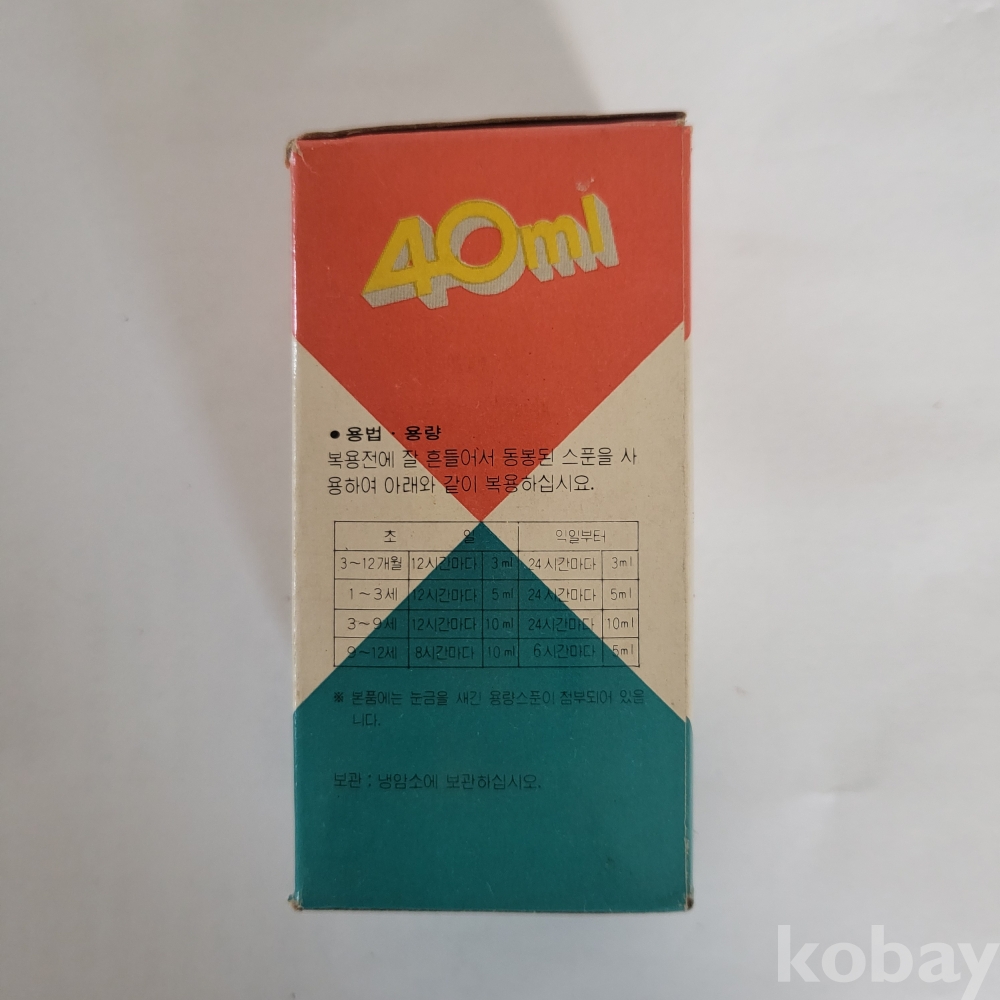 40ml
● 용법 · 용량
복용전에 잘 흔들어서 동봉된 스푼을 사
용하여 아래와 같이 복용하십시요.
초 일 익일부터
3~12개월 12시간마다 3ml 24시간마다 3ml
1~3세 12시간마다 5ml 24시간마다 5ml
3~9세 12시간마다 10ml 24시간마다 10ml
9~12세 8시간마다 10ml 6시간마다 5ml
※ 본품에는 눈금을 새긴 용량스푼이 첨부되어 있읍
니다.
보관 : 냉암소에 보관하십시오.
kobay